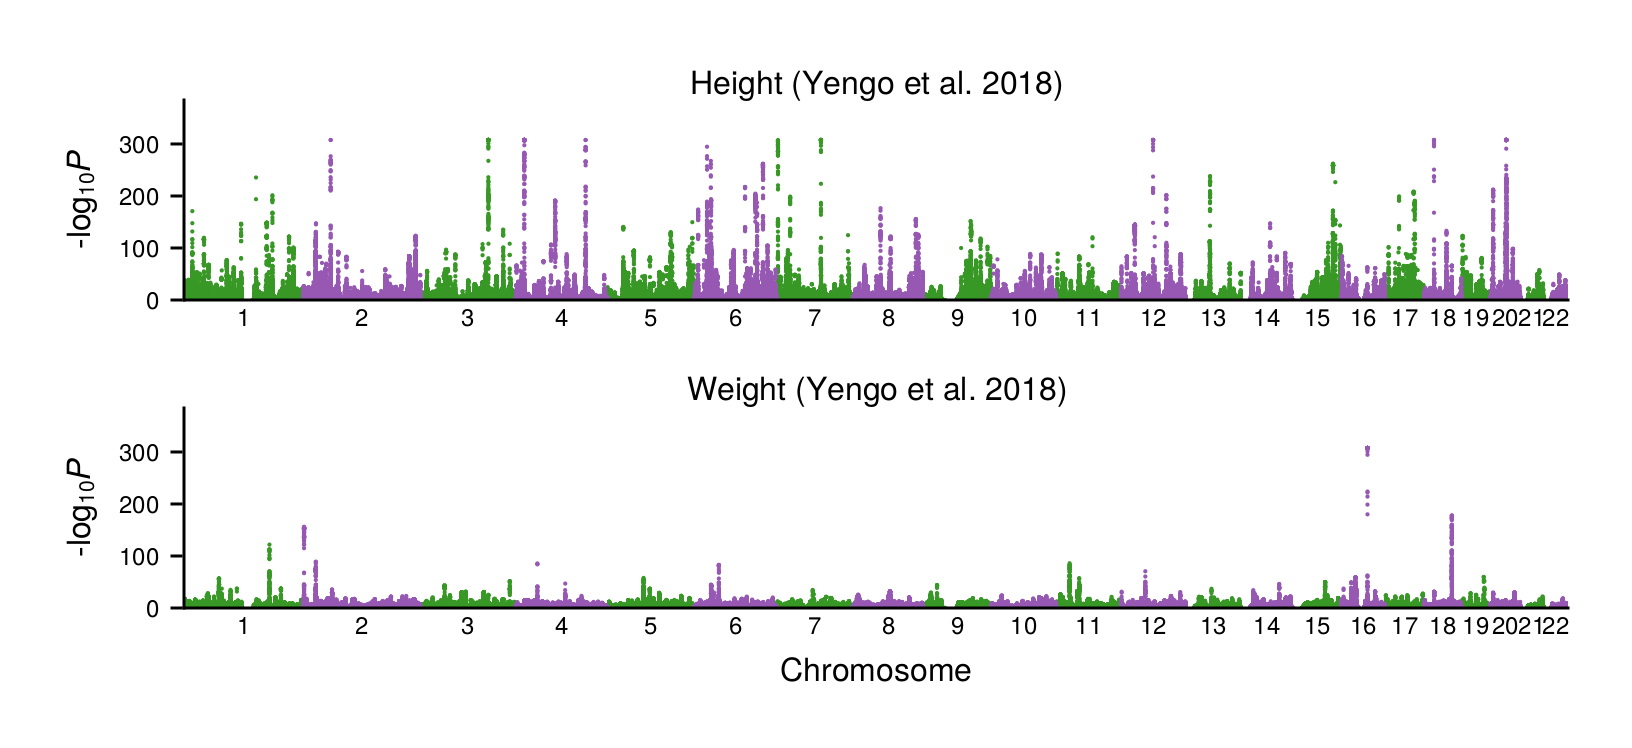 Height (Yengo et al. 2018)
-log10P
300
200
100
0
1 2 3 4 5 6 7 8 9 10 11 12 13 14 15 16 17 18 19 20 21 22
Weight (Yengo et al. 2018)
-log10P
300
200
100
0
1 2 3 4 5 6 7 8 9 10 11 12 13 14 15 16 17 18 19 20 21 22
Chromosome